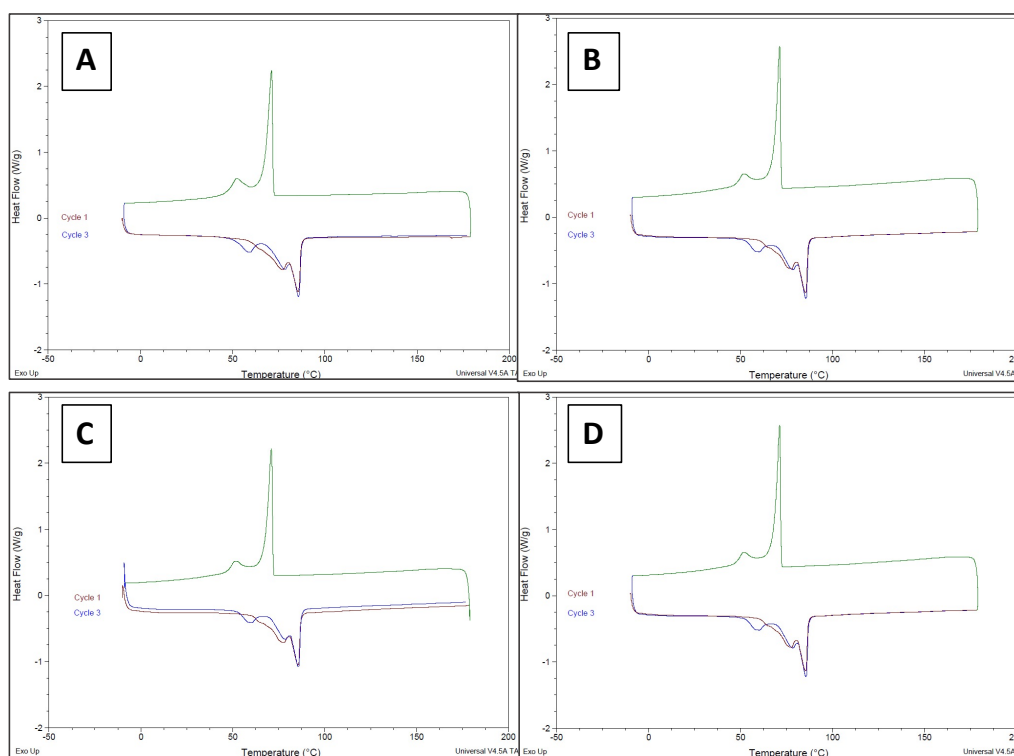 A
Heat Flow (W/g)
3
2
1
0
-1
-2
Cycle 1
Cycle 3
-50
0
50
100
150
200
Exo Up
Temperature (°C)
Universal V4.5A TA
B
Heat Flow (W/g)
3
2
1
0
-1
-2
Cycle 1
Cycle 3
-50
0
50
100
150
Exo Up
Temperature (°C)
Universal V4.5A
C
Heat Flow (W/g)
3
2
1
0
-1
-2
Cycle 1
Cycle 3
-50
0
50
100
150
200
Exo Up
Temperature (°C)
Universal V4.5A TA
D
Heat Flow (W/g)
3
2
1
0
-1
-2
Cycle 1
Cycle 3
-50
0
50
100
150
Exo Up
Temperature (°C)
Universal V4.5A